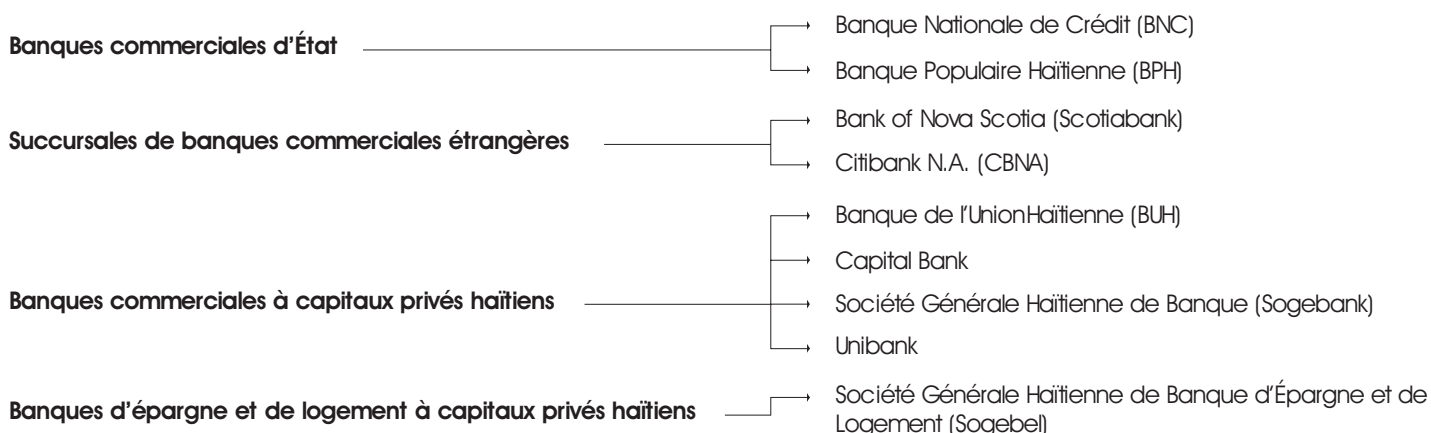 Banques commerciales d’État
Banque Nationale de Crédit (BNC)
Banque Populaire Haïtienne (BPH)
Succursales de banques commerciales étrangères
Bank of Nova Scotia (Scotiabank)
Citibank N.A. (CBNA)
Banques commerciales à capitaux privés haïtiens
Banque de l’UnionHaïtienne (BUH)
Capital Bank
Société Générale Haïtienne de Banque (Sogebank)
Unibank
Banques d’épargne et de logement à capitaux privés haïtiens
Société Générale Haïtienne de Banque d’Épargne et de
Logement (Sogebel)